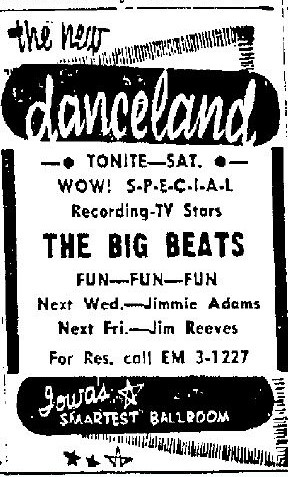 the new
danceland
—● TONITE—SAT. ●—
WOW! S-P-E-C-I-A-L
Recording-TV Stars
THE BIG BEATS
FUN—FUN—FUN
Next Wed.—Jimmie Adams
Next Fri.—Jim Reeves
For Res. call EM 3-1227
Iowa's
SMARTEST BALLROOM